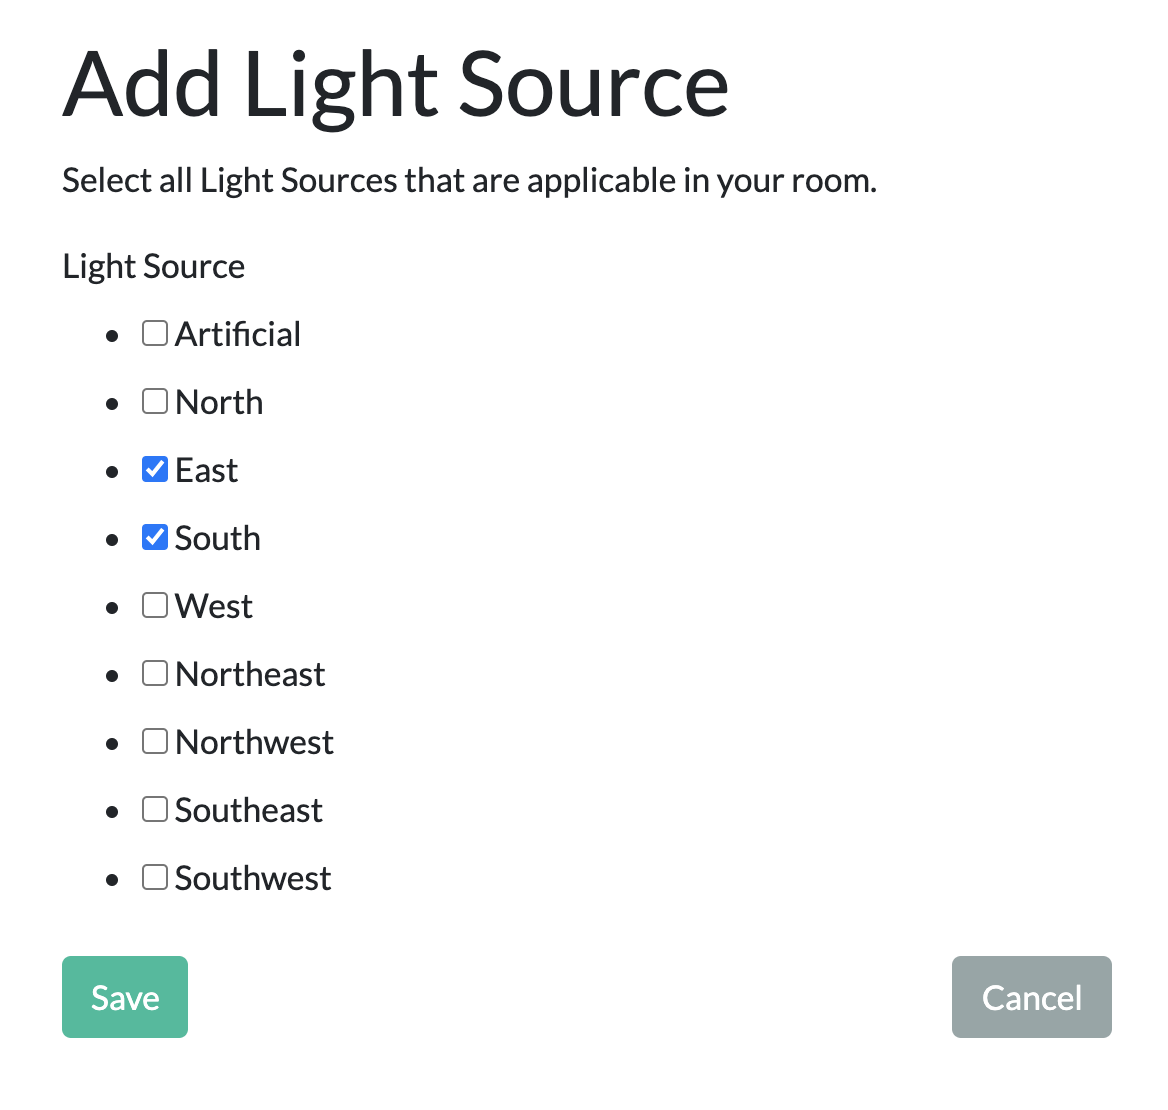 Add Light Source
Select all Light Sources that are applicable in your room.
Light Source
Artificial
North
East
South
West
Northeast
Northwest
Southeast
Southwest
Save
Cancel